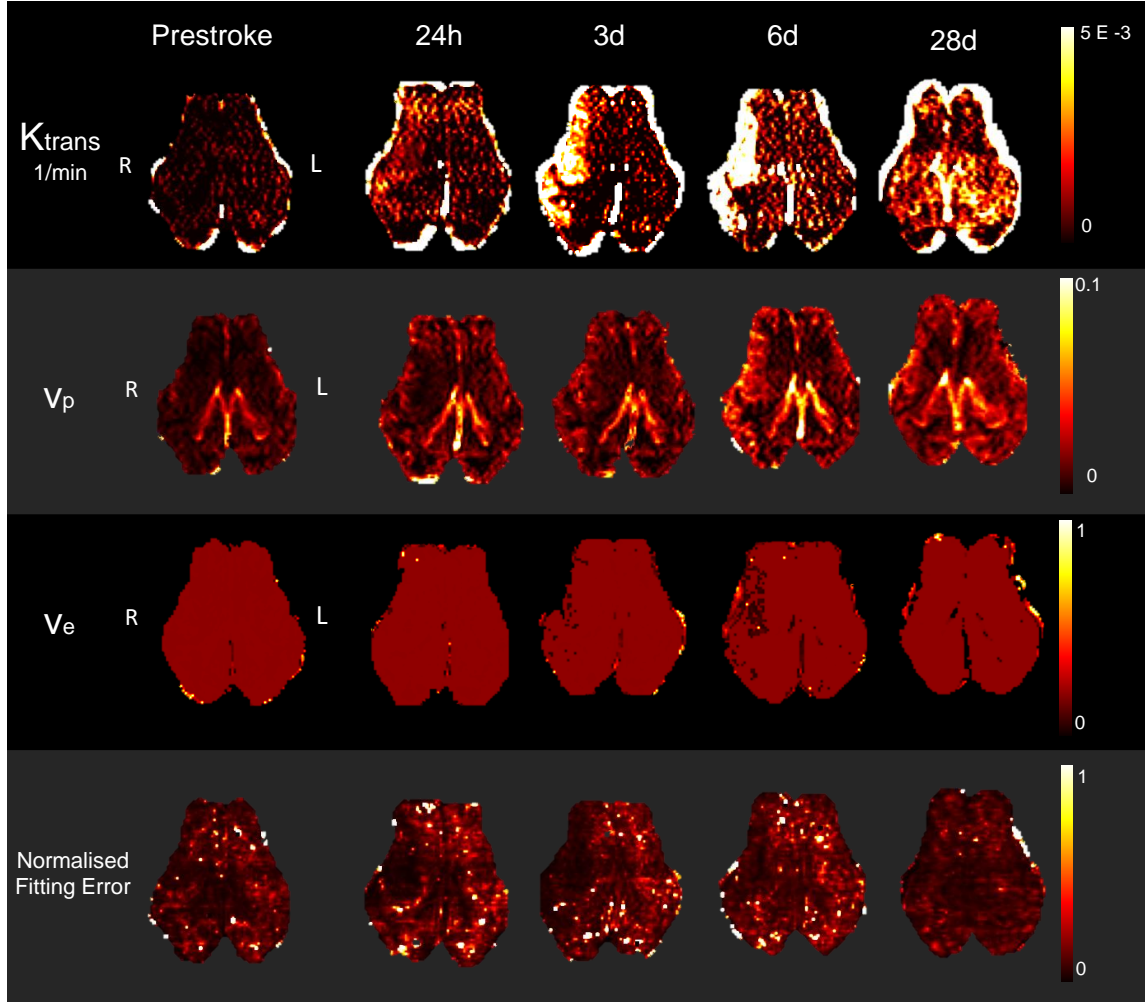 Prestroke 24h 3d 6d 28d
5 E -3
Ktrans
1/min
R L
0
0.1
vp
R L
0
1
ve
R L
0
1
Normalised
Fitting Error
0